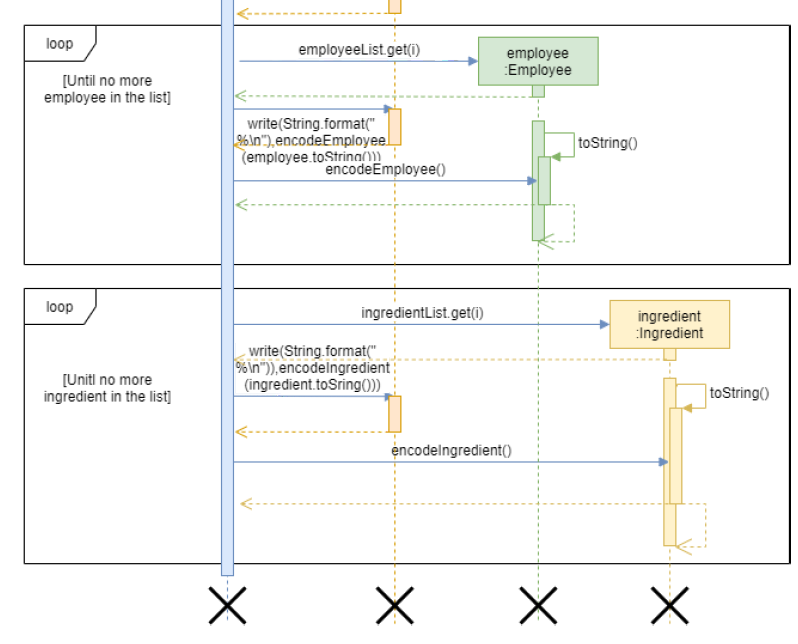 loop
employeeList.get(i)
employee
:Employee
[Until no more
employee in the list]
write(String.format("
%\n"),encodeEmployee
(employee.toString()))
toString()
encodeEmployee()
loop
ingredientList.get(i)
ingredient
:Ingredient
write(String.format("
%\n")),encodeIngredient
(ingredient.toSring()))
[Unitl no more
ingredient in the list]
toString()
encodeIngredient()